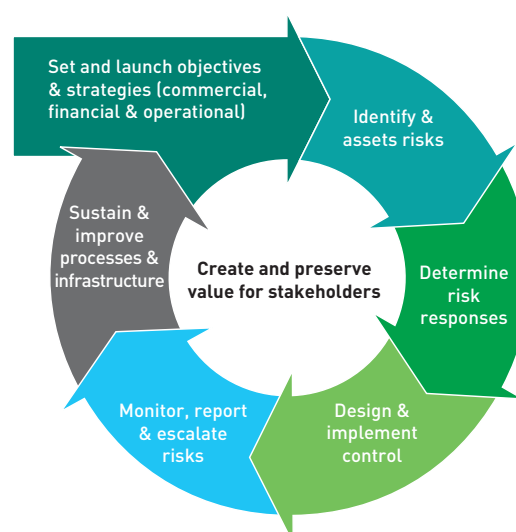 Set and launch objectives
& strategies (commercial,
financial & operational)
Identify &
assets risks
Determine
risk
responses
Design &
implement
control
Monitor, report
& escalate
risks
Sustain &
improve
processes &
infrastructure
Create and preserve
value for stakeholders